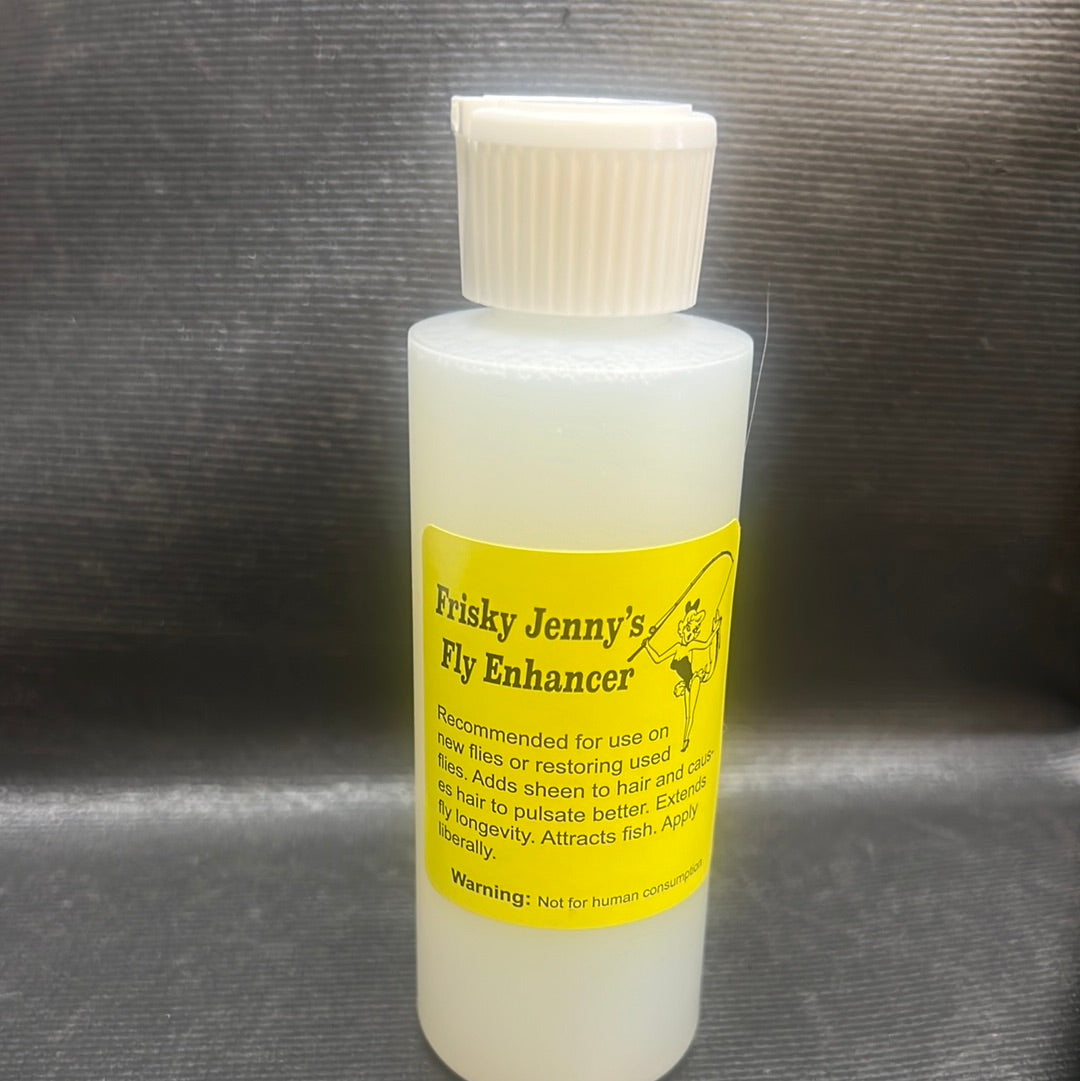 Frisky Jenny's
Fly Enhancer
Recommended for use on
new flies or restoring used
flies. Adds sheen to hair and caus-
es hair to pulsate better. Extends
fly longevity. Attracts fish. Apply
liberally.
Warning: Not for human consumption